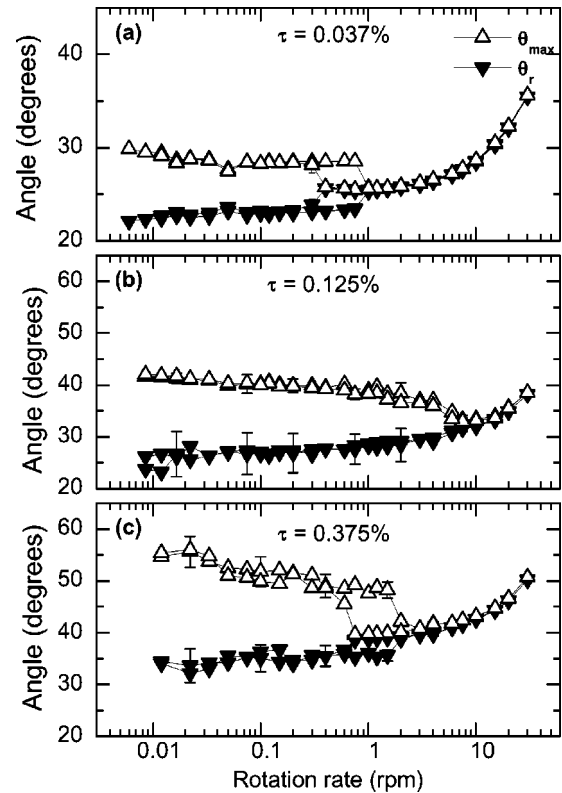 (a)
τ = 0.037%
θmax
θr
Angle (degrees)
40
30
20
(b)
τ = 0.125%
Angle (degrees)
60
50
40
30
20
(c)
τ = 0.375%
Angle (degrees)
60
50
40
30
20
0.01 0.1 1 10
Rotation rate (rpm)